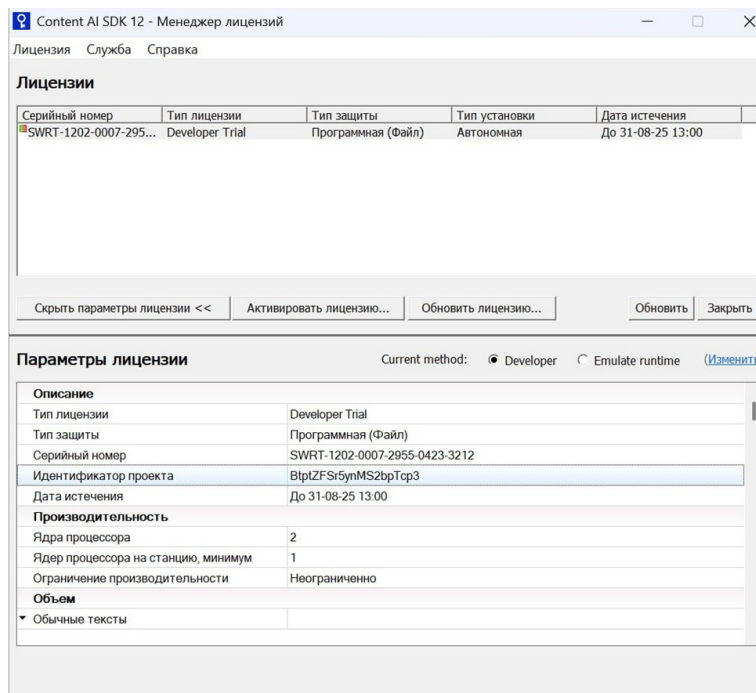 Content AI SDK 12 - Менеджер лицензий
Лицензия Служба Справка
Лицензии
Серийный номер Тип лицензии Тип защиты Тип установки Дата истечения
SWRT-1202-0007-295... Developer Trial Программная (Файл) Автономная До 31-08-25 13:00
Скрыть параметры лицензии << Активировать лицензию... Обновить лицензию... Обновить Закрыть
Параметры лицензии Current method: Developer Emulate runtime (Изменить
Описание
Тип лицензии Developer Trial
Тип защиты Программная (Файл)
Серийный номер SWRT-1202-0007-2955-0423-3212
Идентификатор проекта BtptZFSr5ynMS2bpTcp3
Дата истечения До 31-08-25 13:00
Производительность
Ядра процессора 2
Ядер процессора на станцию, минимум 1
Ограничение производительности Неограниченно
Объем
Обычные тексты